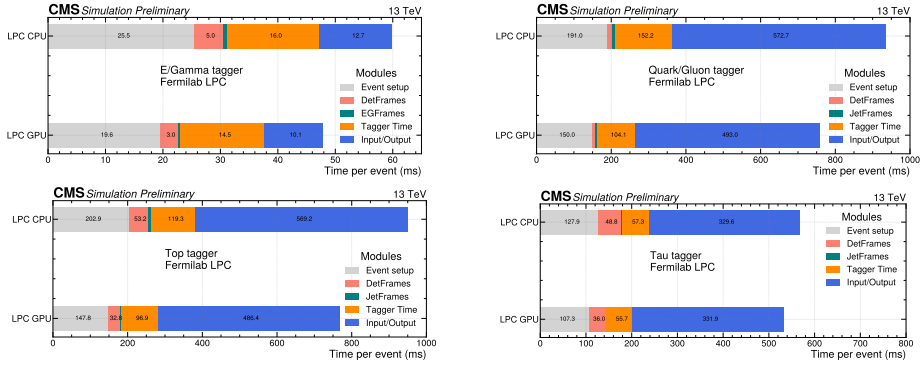 CMS Simulation Preliminary 13 TeV
LPC CPU 25.5 5.0 16.0 12.7
E/Gamma tagger
Fermilab LPC
Modules
Event setup
DetFrames
EGFrames
Tagger Time
Input/Output
LPC GPU 19.6 3.0 14.5 10.1
0 10 20 30 40 50 60
Time per event (ms)
CMS Simulation Preliminary 13 TeV
LPC CPU 191.0 152.2 572.7
Quark/Gluon tagger
Fermilab LPC
Modules
Event setup
DetFrames
JetFrames
Tagger Time
Input/Output
LPC GPU 150.0 104.1 493.0
0 200 400 600 800 1000
Time per event (ms)
CMS Simulation Preliminary 13 TeV
LPC CPU 202.9 53.2 119.3 569.2
Top tagger
Fermilab LPC
Modules
Event setup
DetFrames
JetFrames
Tagger Time
Input/Output
LPC GPU 147.8 32.8 96.9 486.4
0 200 400 600 800 1000
Time per event (ms)
CMS Simulation Preliminary 13 TeV
LPC CPU 127.9 48.8 57.3 329.6
Tau tagger
Fermilab LPC
Modules
Event setup
DetFrames
JetFrames
Tagger Time
Input/Output
LPC GPU 107.3 36.0 55.7 331.9
0 100 200 300 400 500 600 700 800
Time per event (ms)